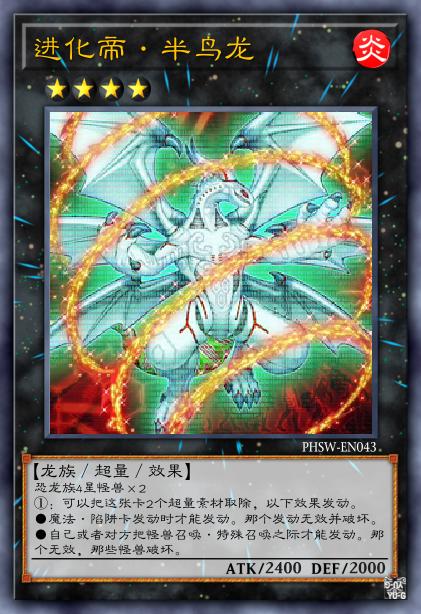 进化帝·半鸟龙
炎
PHSW-EN043
【龙族／超量／效果】
恐龙族4星怪兽×2
①：可以把这张卡2个超量素材取除，以下效果发动。
●魔法·陷阱卡发动时才能发动。那个发动无效并破坏。
●自己或者对方把怪兽召唤·特殊召唤之际才能发动。那
个无效，那些怪兽破坏。
ATK/2400 DEF/2000